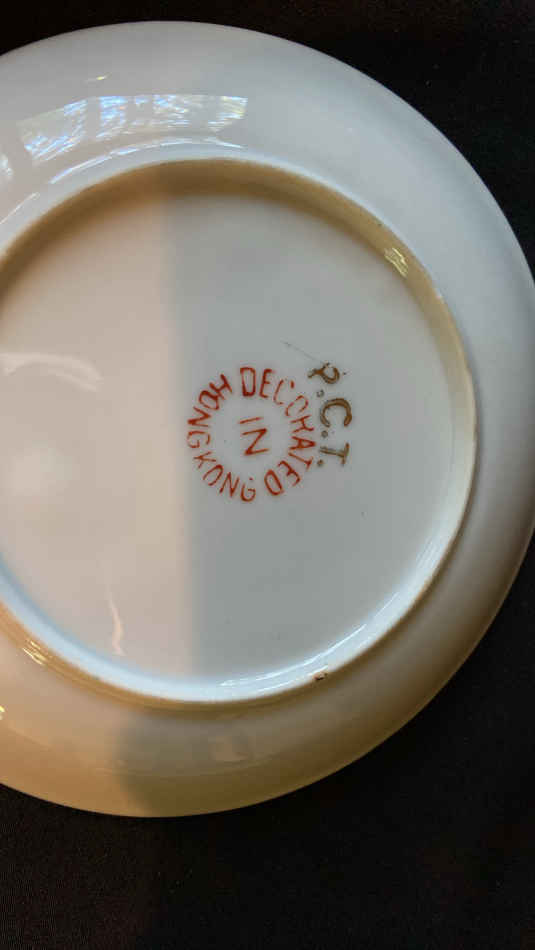 DECORATED
IN
HONG KONG
P.C.T.